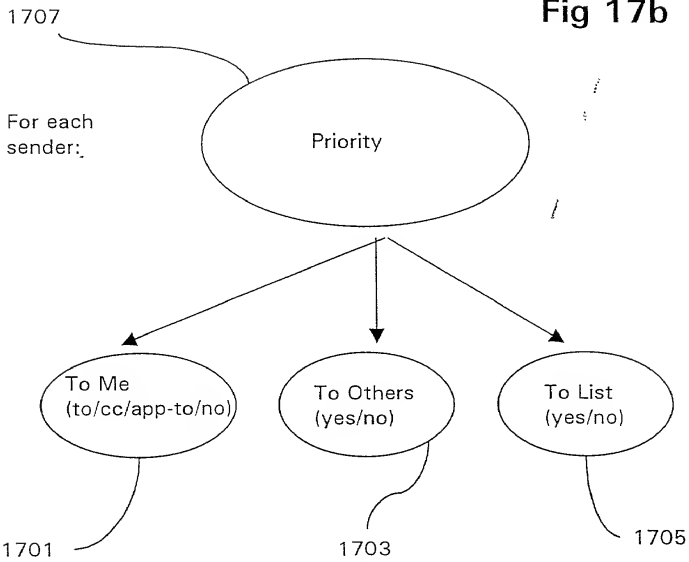 1707
Fig 17b
For each
sender:
Priority
To Me
(to/cc/app-to/no)
To Others
(yes/no)
To List
(yes/no)
1701
1703
1705